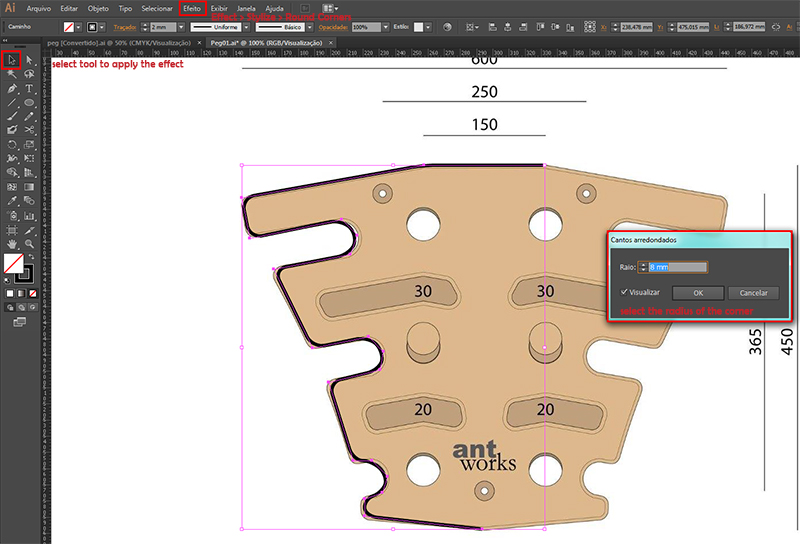 Ai Arquivo Editar Objeto Tipo Selecionar Efeito Exibir Janela Ajuda Br
Effect > Stylize > Round Corners
Caminho Traçado: 2 mm Uniforme Básico Opacidade: 100% Estilo: X: 348,638 mm Y: 475,015 mm L: 186,972 mm
peg [Convertido].ai @ 50% (CMYK/Visualização) × Peg01.ai* @ 100% (RGB/Visualização) ×
select tool to apply the effect
600
250
150
Cantos arredondados
Raio: 8 mm
Visualizar OK Cancelar
select the radius of the corner
30 30
365 450
20 20
ant
works